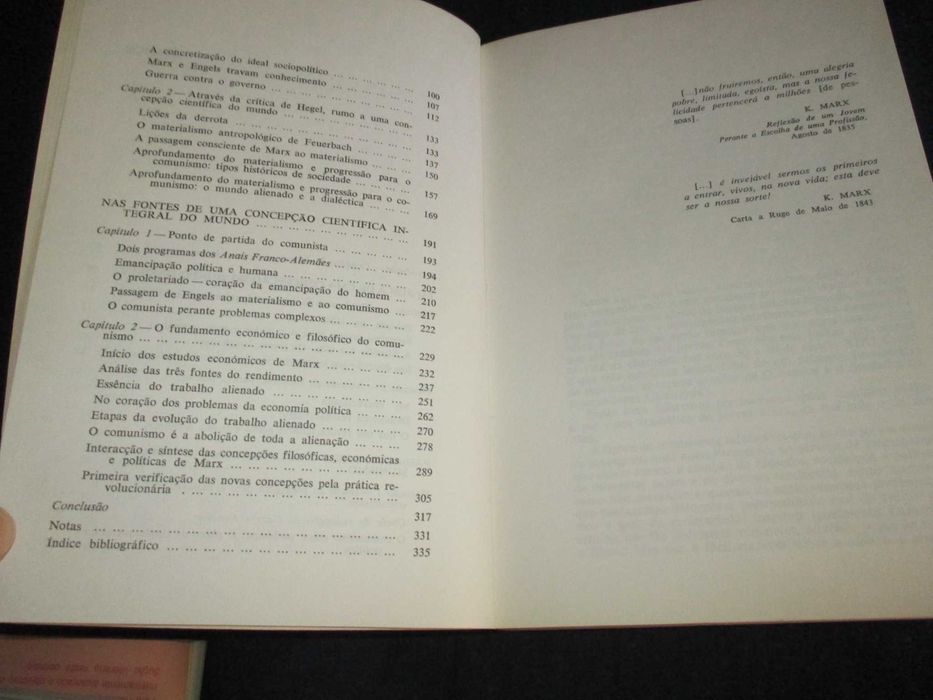 A concretização do ideal sociopolítico ... ... ... ... ... 100
Marx e Engels travam conhecimento ... ... ... ... ... 107
Guerra contra o governo ... ... ... ... ... ... ... ... 112
Capítulo 2 — Através da crítica de Hegel, rumo a uma con-
cepção científica do mundo ... ... ... ... ... ... ... 133
Lições da derrota ... ... ... ... ... ... ... ... ... 133
O materialismo antropológico de Feuerbach ... ... ... 137
A passagem consciente de Marx ao materialismo ... ... 150
Aprofundamento do materialismo e progressão para o
comunismo: tipos históricos de sociedade ... ... ... 157
Aprofundamento do materialismo e progressão para o co-
munismo: o mundo alienado e a dialéctica ... ... ... 169
NAS FONTES DE UMA CONCEPÇÃO CIENTÍFICA IN-
TEGRAL DO MUNDO ... ... ... ... ... ... ... ... 191
Capítulo 1 — Ponto de partida do comunista ... ... ... 193
Dois programas dos Anais Franco-Alemães ... ... ... 194
Emancipação política e humana ... ... ... ... ... ... 202
O proletariado — coração da emancipação do homem ... 210
Passagem de Engels ao materialismo e ao comunismo ... 217
O comunista perante problemas complexos ... ... ... 222
Capítulo 2 — O fundamento económico e filosófico do comu-
nismo ... ... ... ... ... ... ... ... ... ... ... 229
Início dos estudos económicos de Marx ... ... ... ... 232
Análise das três fontes do rendimento ... ... ... ... 237
Essência do trabalho alienado ... ... ... ... ... ... 251
No coração dos problemas da economia política ... ... 262
Etapas da evolução do trabalho alienado ... ... ... ... 270
O comunismo é a abolição de toda a alienação ... ... 278
Interacção e síntese das concepções filosóficas, económicas
e políticas de Marx ... ... ... ... ... ... ... ... 289
Primeira verificação das novas concepções pela prática re-
volucionária . ... ... ... ... ... ... ... ... ... 305
Conclusão 317
Notas ... ... ... ... ... ... ... ... ... ... ... ... 331
Índice bibliográfico ... ... ... ... ... ... ... ... ... 335
[...] não fruiremos, então, uma alegria
pobre, limitada, egoísta, mas a nossa fe-
licidade pertencerá a milhões [de pes-
soas].
K. MARX
Reflexão de um Jovem
Perante a Escolha de uma Profissão,
Agosto de 1835
[...] é invejável sermos os primeiros
a entrar, vivos, na nova vida; esta deve
ser a nossa sorte!
K. MARX
Carta a Ruge de Maio de 1843